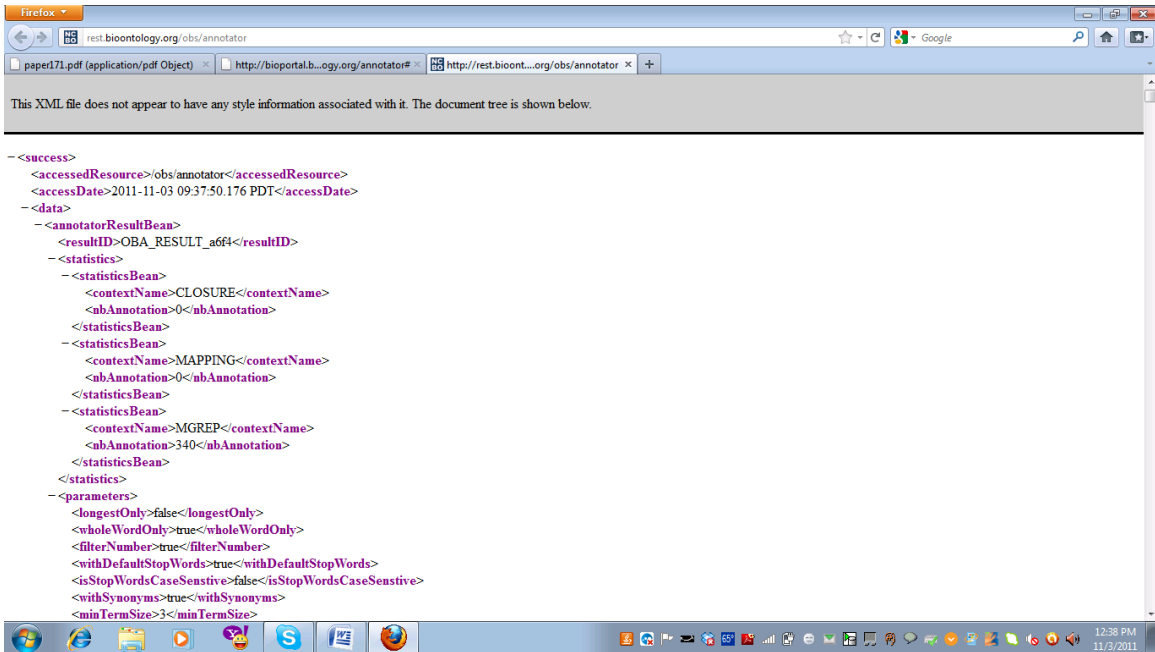 Firefox
rest.bioontology.org/obs/annotator
Google
paper171.pdf (application/pdf Object)
http://bioportal.b...ogy.org/annotator#
http://rest.bioont....org/obs/annotator
This XML file does not appear to have any style information associated with it. The document tree is shown below.
−<success>
<accessedResource>/obs/annotator</accessedResource>
<accessDate>2011-11-03 09:37:50.176 PDT</accessDate>
−<data>
−<annotatorResultBean>
<resultID>OBA_RESULT_a6f4</resultID>
−<statistics>
−<statisticsBean>
<contextName>CLOSURE</contextName>
<nbAnnotation>0</nbAnnotation>
</statisticsBean>
−<statisticsBean>
<contextName>MAPPING</contextName>
<nbAnnotation>0</nbAnnotation>
</statisticsBean>
−<statisticsBean>
<contextName>MGREP</contextName>
<nbAnnotation>340</nbAnnotation>
</statisticsBean>
</statistics>
−<parameters>
<longestOnly>false</longestOnly>
<wholeWordOnly>true</wholeWordOnly>
<filterNumber>true</filterNumber>
<withDefaultStopWords>true</withDefaultStopWords>
<isStopWordsCaseSenstive>false</isStopWordsCaseSenstive>
<withSynonyms>true</withSynonyms>
<minTermSize>3</minTermSize>
12:38 PM
11/3/2011